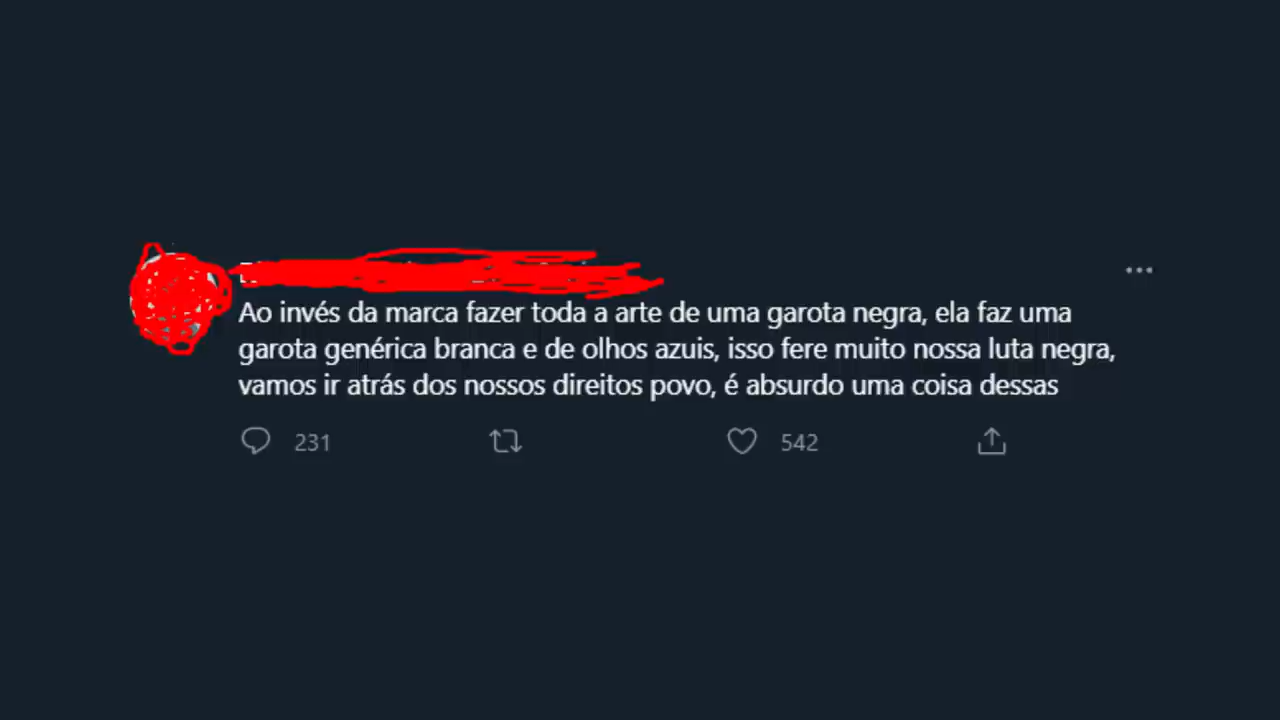 Ao invés da marca fazer toda a arte de uma garota negra, ela faz uma
garota genérica branca e de olhos azuis, isso fere muito nossa luta negra,
vamos ir atrás dos nossos direitos povo, é absurdo uma coisa dessas
231 542